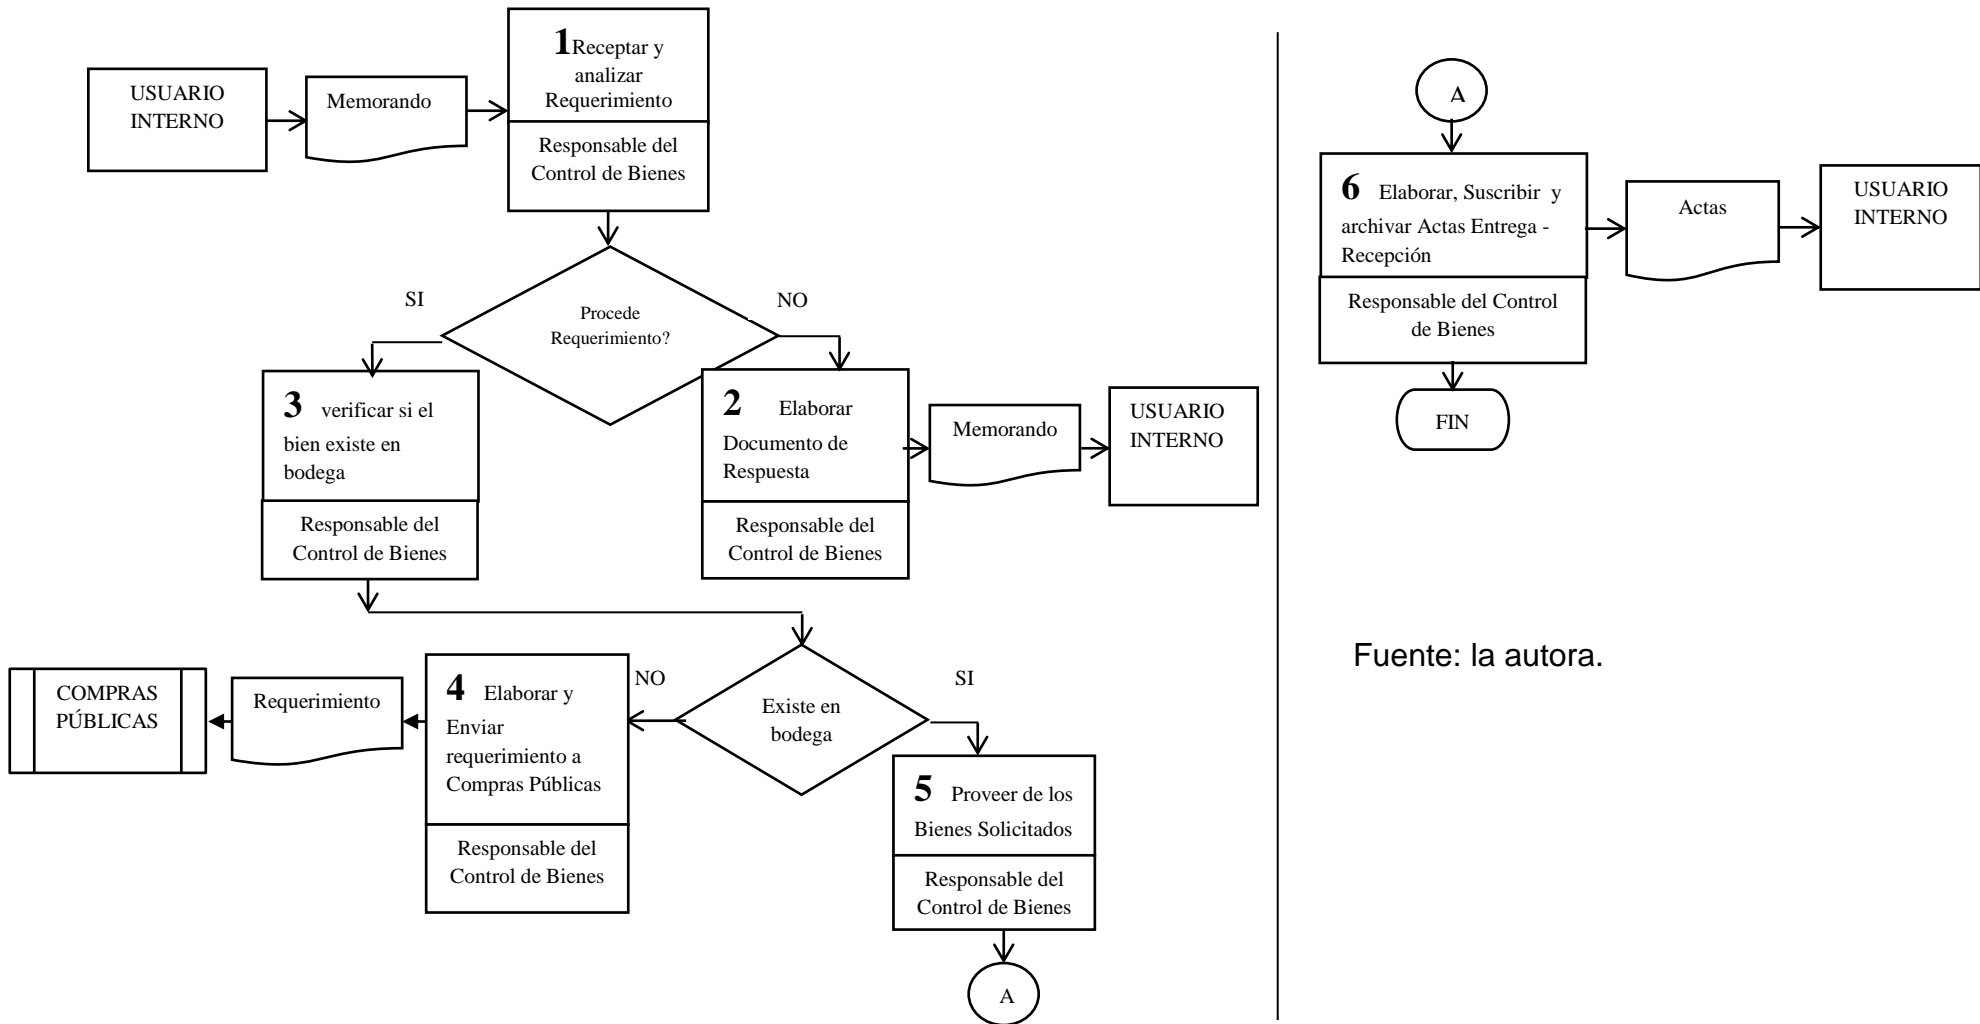 USUARIO
INTERNO
Memorando
1 Receptar y
analizar
Requerimiento
Responsable del
Control de Bienes
SI
NO
Procede
Requerimiento?
3 verificar si el
bien existe en
bodega
Responsable del
Control de Bienes
2 Elaborar
Documento de
Respuesta
Responsable del
Control de Bienes
Memorando
USUARIO
INTERNO
COMPRAS
PÚBLICAS
Requerimiento
4 Elaborar y
Enviar
requerimiento a
Compras Públicas
Responsable del
Control de Bienes
NO
SI
Existe en
bodega
5 Proveer de los
Bienes Solicitados
Responsable del
Control de Bienes
A
A
6 Elaborar, Suscribir y
archivar Actas Entrega -
Recepción
Responsable del Control
de Bienes
Actas
USUARIO
INTERNO
FIN
Fuente: la autora.